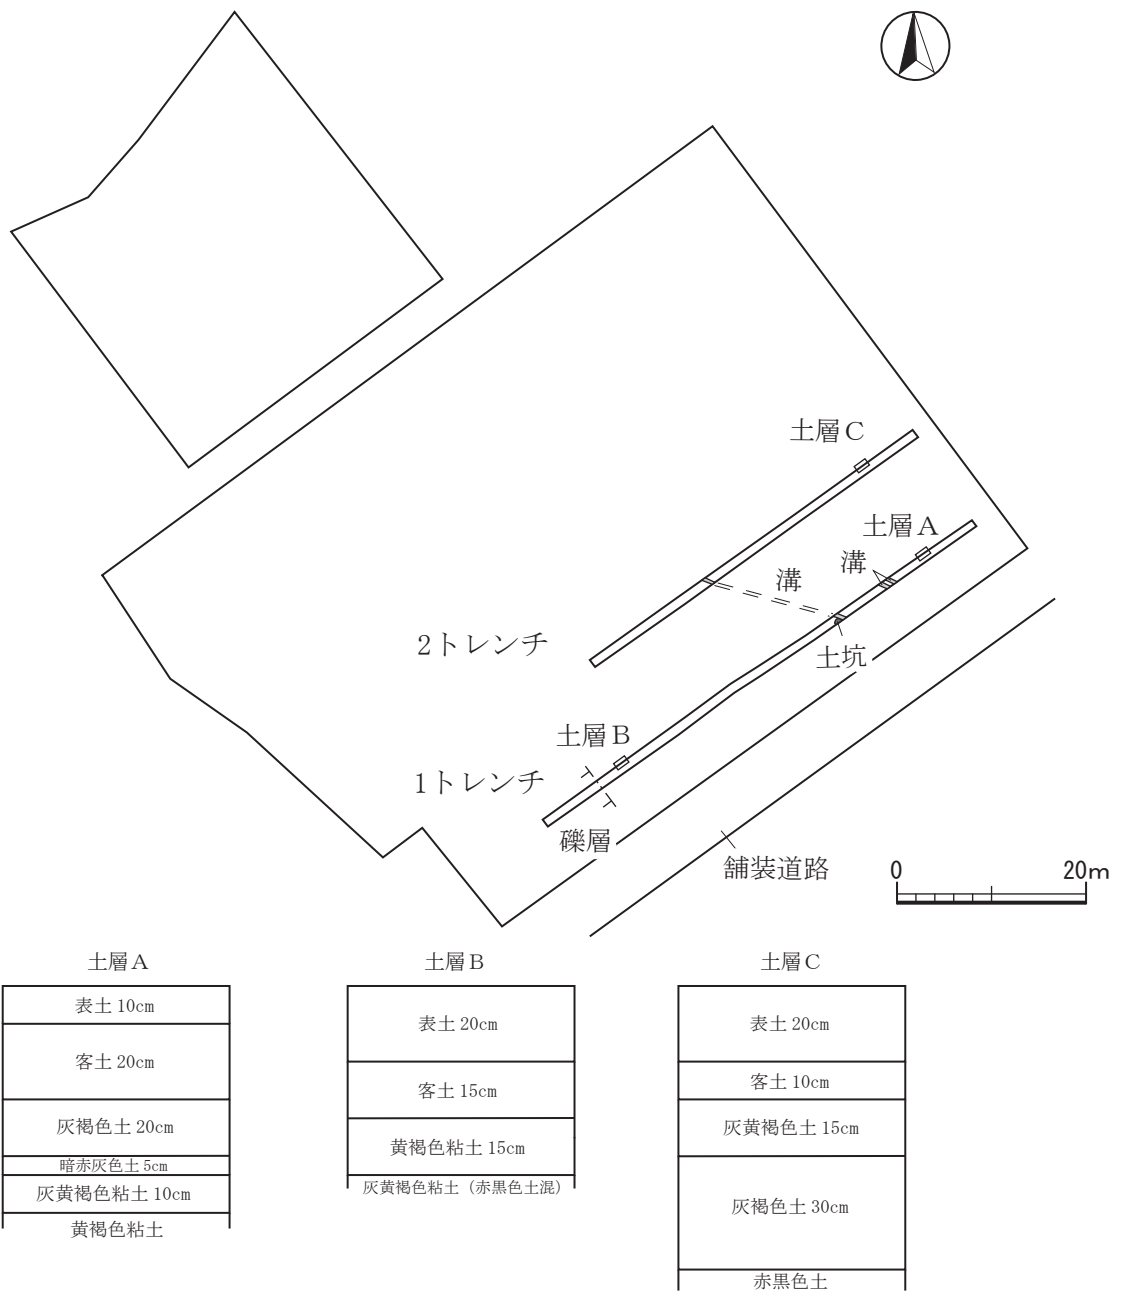 土層C
土層A
溝
溝
2トレンチ
土坑
土層B
1トレンチ
礫層
舗装道路
0 20m
土層A
表土 10cm
客土 20cm
灰褐色土 20cm
暗赤灰色土 5cm
灰黄褐色粘土 10cm
黄褐色粘土
土層B
表土 20cm
客土 15cm
黄褐色粘土 15cm
灰黄褐色粘土（赤黒色土混）
土層C
表土 20cm
客土 10cm
灰黄褐色土 15cm
灰褐色土 30cm
赤黒色土